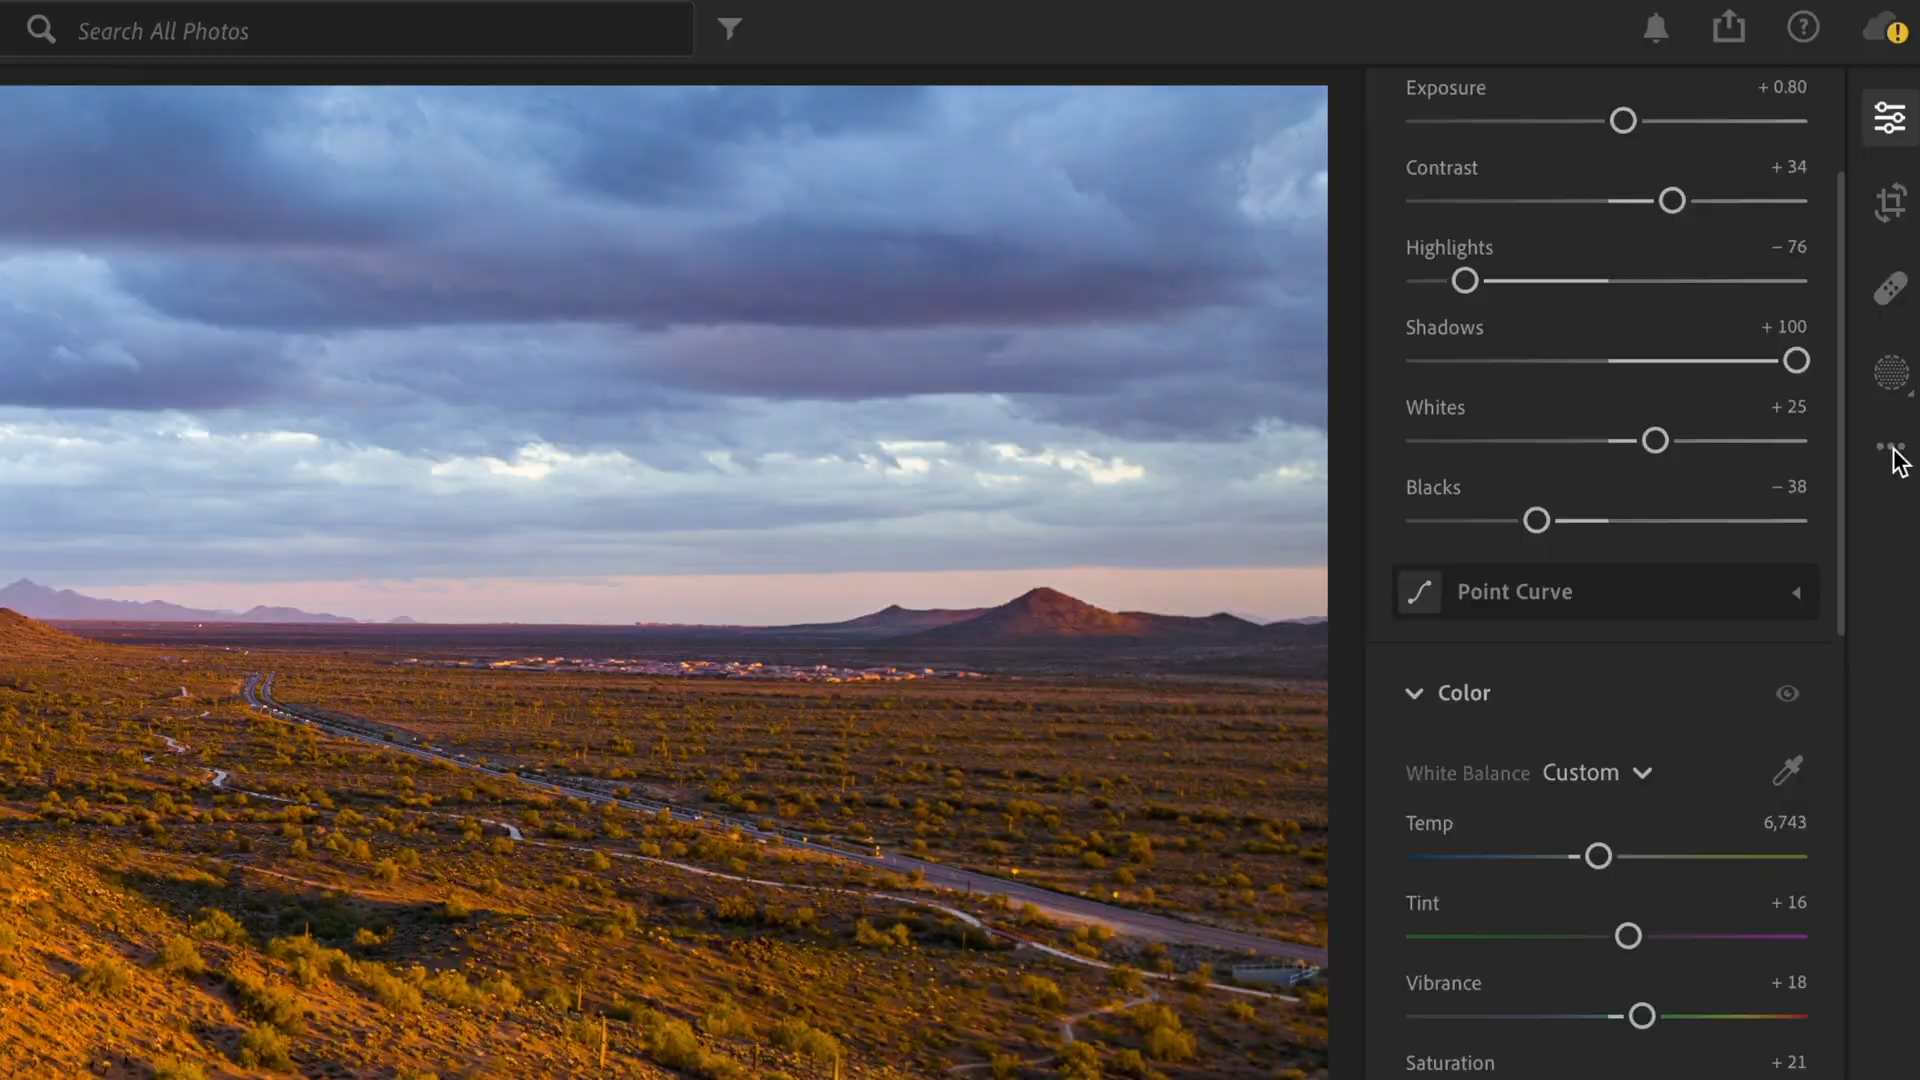 Search All Photos
Exposure + 0.80
Contrast + 34
Highlights − 76
Shadows + 100
Whites + 25
Blacks − 38
Point Curve
Color
White Balance Custom
Temp 6,743
Tint + 16
Vibrance + 18
Saturation + 21